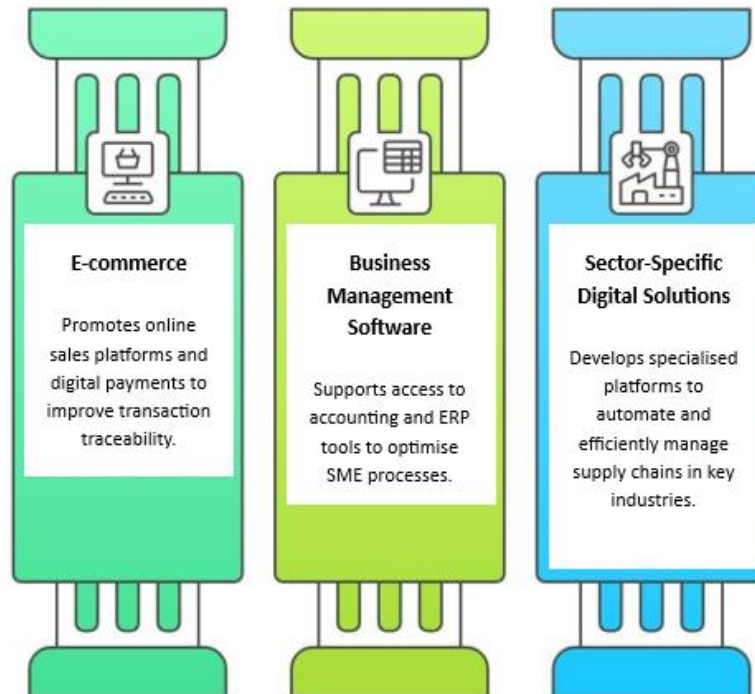 E-commerce
Promotes online
sales platforms and
digital payments to
improve transaction
traceability.
Business
Management
Software
Supports access to
accounting and ERP
tools to optimise
SME processes.
Sector-Specific
Digital Solutions
Develops specialised
platforms to
automate and
efficiently manage
supply chains in key
industries.